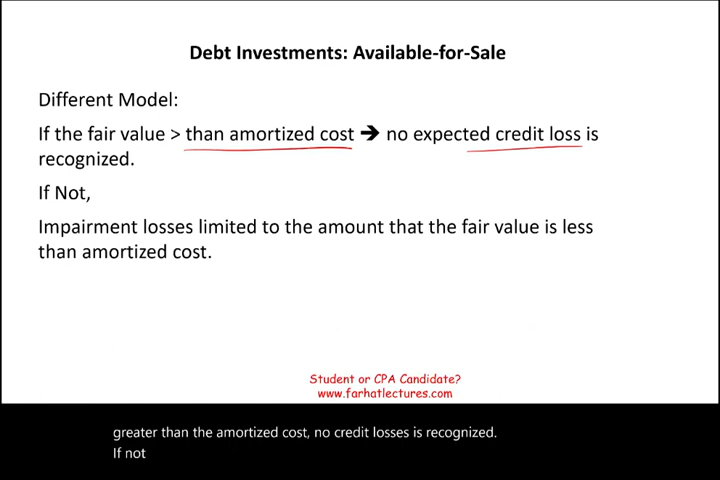 Debt Investments: Available-for-Sale
Different Model:
If the fair value > than amortized cost ➔ no expected credit loss is
recognized.
If Not,
Impairment losses limited to the amount that the fair value is less
than amortized cost.
Student or CPA Candidate?
www.farhatlectures.com
greater than the amortized cost, no credit losses is recognized.
If not